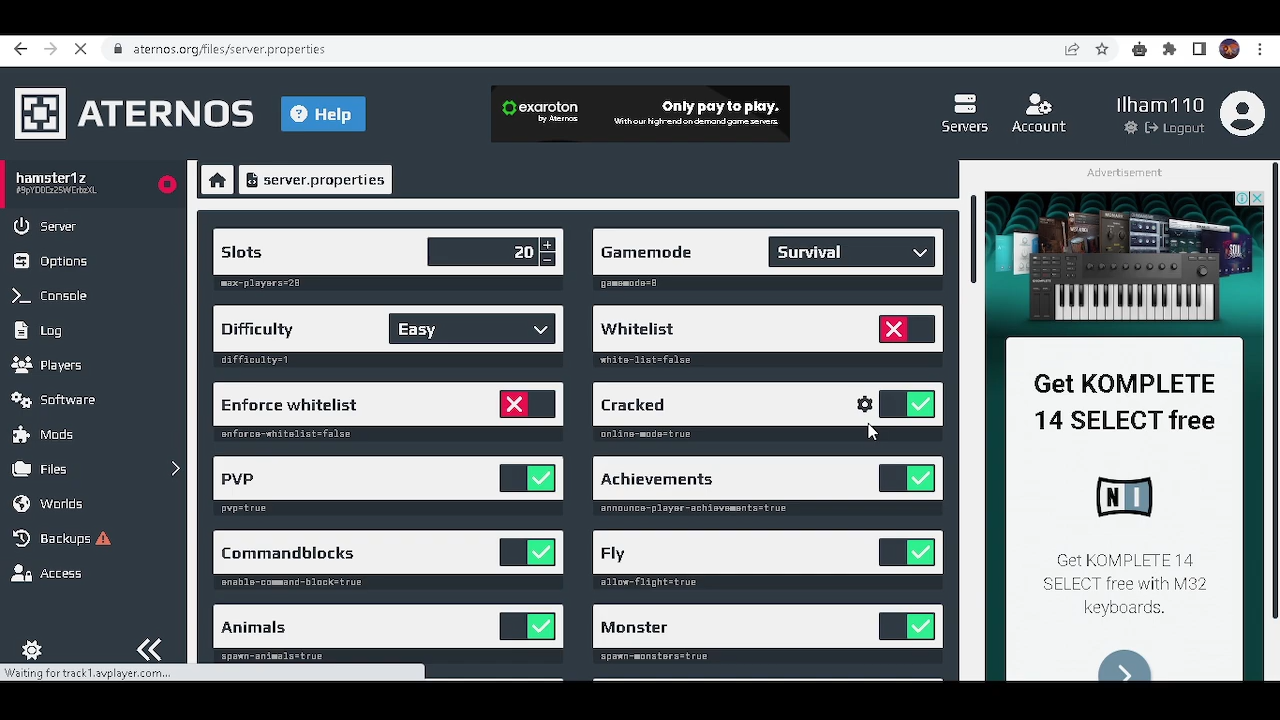 aternos.org/files/server.properties
ATERNOS
Help
exaroton
by Aternos
Only pay to play.
With our high-end on demand game servers.
Servers
Account
Ilham110
Logout
hamster1z
Server
Options
Console
Log
Players
Software
Mods
Files
Worlds
Backups
Access
server.properties
Slots
20
max-players=20
Gamemode
Survival
gamemode=0
Difficulty
Easy
difficulty=1
Whitelist
white-list=false
Enforce whitelist
enforce-whitelist=false
Cracked
online-mode=true
PVP
pvp=true
Achievements
announce-player-achievements=true
Commandblocks
enable-command-block=true
Fly
allow-flight=true
Animals
spawn-animals=true
Monster
spawn-monsters=true
Advertisement
Get KOMPLETE
14 SELECT free
NI
Get KOMPLETE 14
SELECT free with M32
keyboards.
Waiting for track1.avplayer.com...